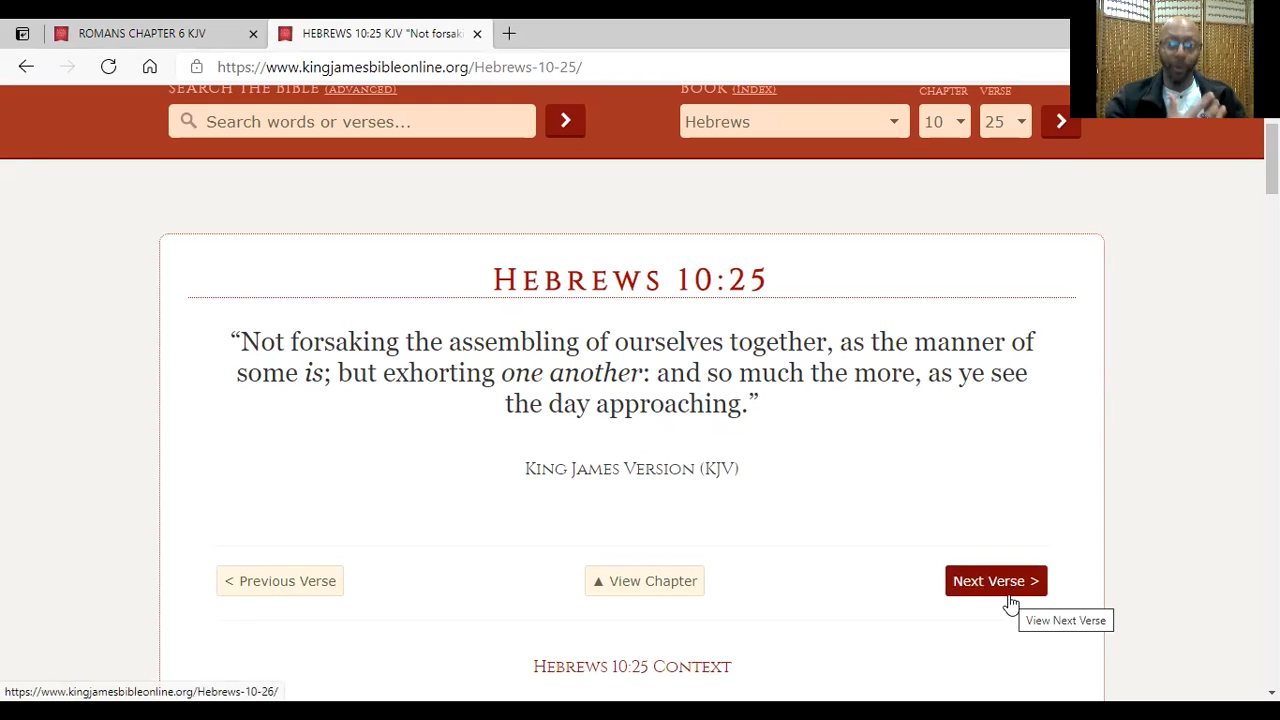 ROMANS CHAPTER 6 KJV
HEBREWS 10:25 KJV "Not forsak
https://www.kingjamesbibleonline.org/Hebrews-10-25/
SEARCH THE BIBLE (ADVANCED)
BOOK (INDEX)
CHAPTER
VERSE
Search words or verses...
Hebrews
10
25
HEBREWS 10:25
“Not forsaking the assembling of ourselves together, as the manner of
some is; but exhorting one another: and so much the more, as ye see
the day approaching.”
KING JAMES VERSION (KJV)
< Previous Verse
▲ View Chapter
Next Verse >
View Next Verse
HEBREWS 10:25 CONTEXT
https://www.kingjamesbibleonline.org/Hebrews-10-26/